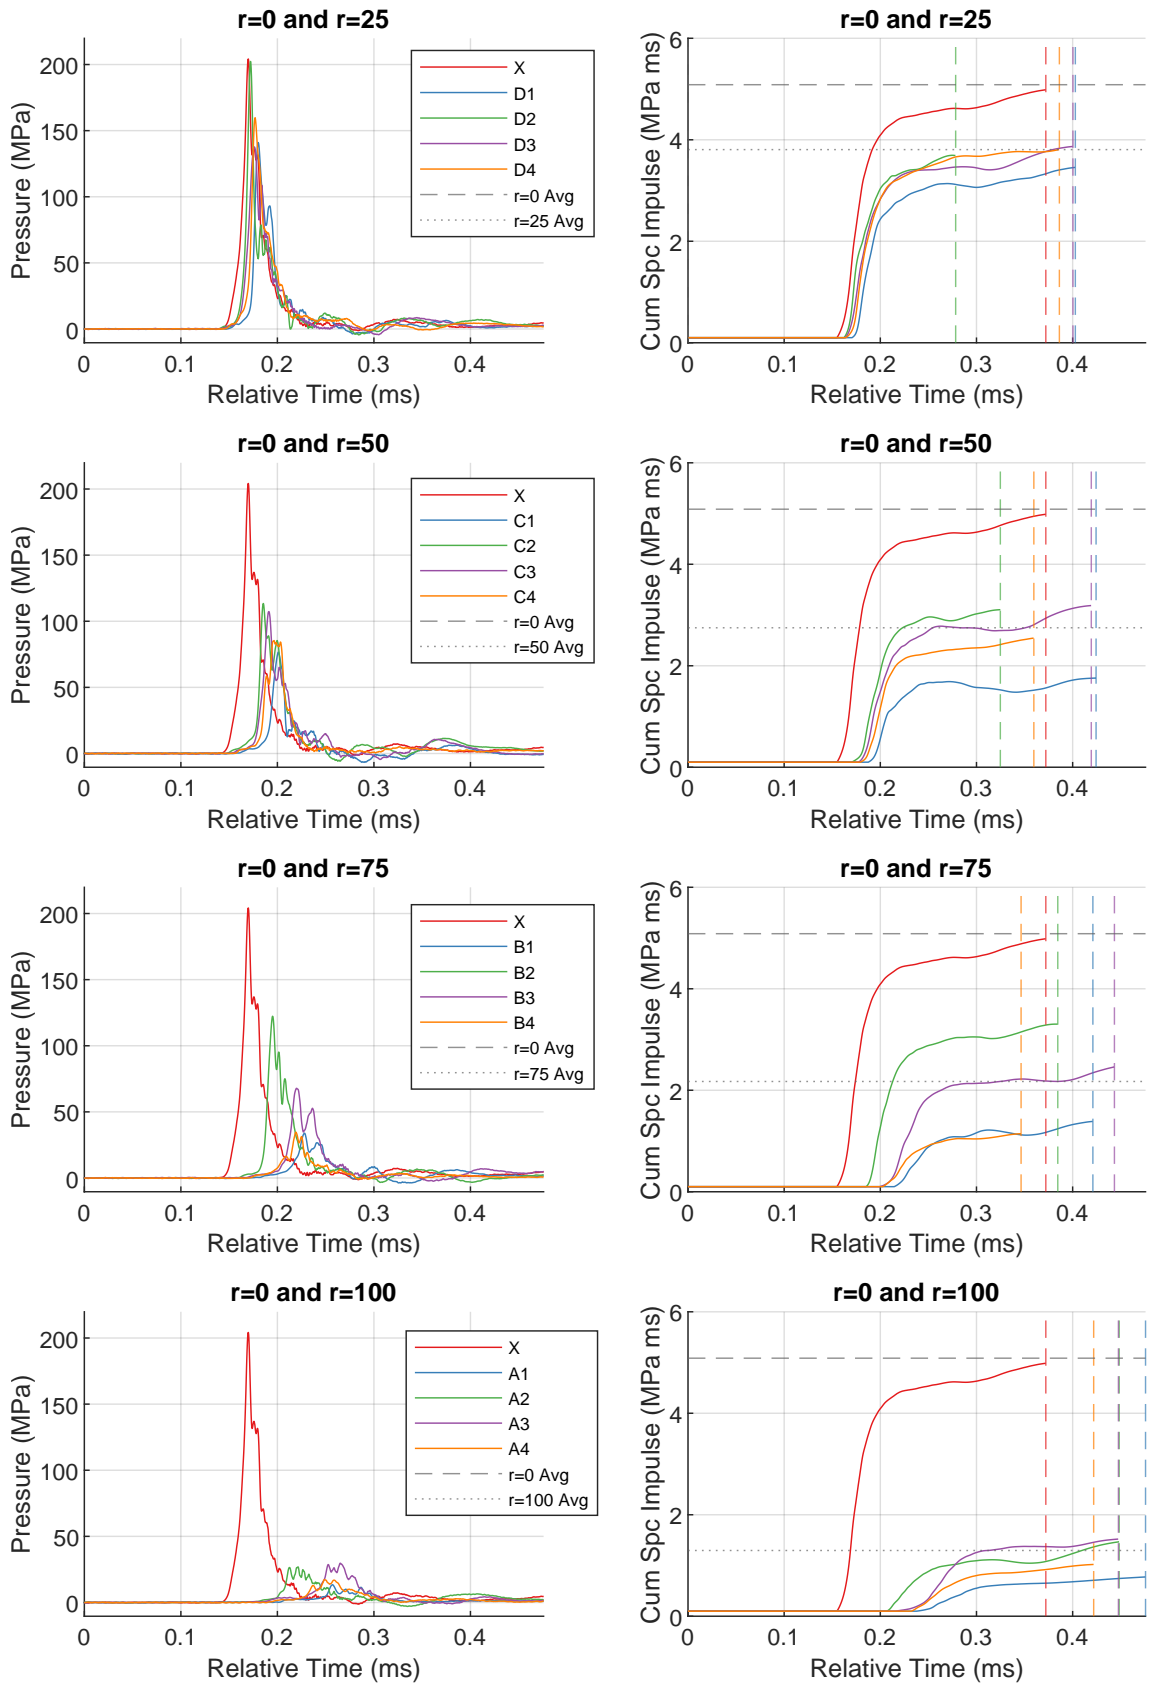 r=0 and r=25
Pressure (MPa)
200
150
100
50
0
0 0.1 0.2 0.3 0.4
Relative Time (ms)
X
D1
D2
D3
D4
r=0 Avg
r=25 Avg
r=0 and r=25
Cum Spc Impulse (MPa ms)
6
4
2
0
0 0.1 0.2 0.3 0.4
Relative Time (ms)
r=0 and r=50
Pressure (MPa)
200
150
100
50
0
0 0.1 0.2 0.3 0.4
Relative Time (ms)
X
C1
C2
C3
C4
r=0 Avg
r=50 Avg
r=0 and r=50
Cum Spc Impulse (MPa ms)
6
4
2
0
0 0.1 0.2 0.3 0.4
Relative Time (ms)
r=0 and r=75
Pressure (MPa)
200
150
100
50
0
0 0.1 0.2 0.3 0.4
Relative Time (ms)
X
B1
B2
B3
B4
r=0 Avg
r=75 Avg
r=0 and r=75
Cum Spc Impulse (MPa ms)
6
4
2
0
0 0.1 0.2 0.3 0.4
Relative Time (ms)
r=0 and r=100
Pressure (MPa)
200
150
100
50
0
0 0.1 0.2 0.3 0.4
Relative Time (ms)
X
A1
A2
A3
A4
r=0 Avg
r=100 Avg
r=0 and r=100
Cum Spc Impulse (MPa ms)
6
4
2
0
0 0.1 0.2 0.3 0.4
Relative Time (ms)